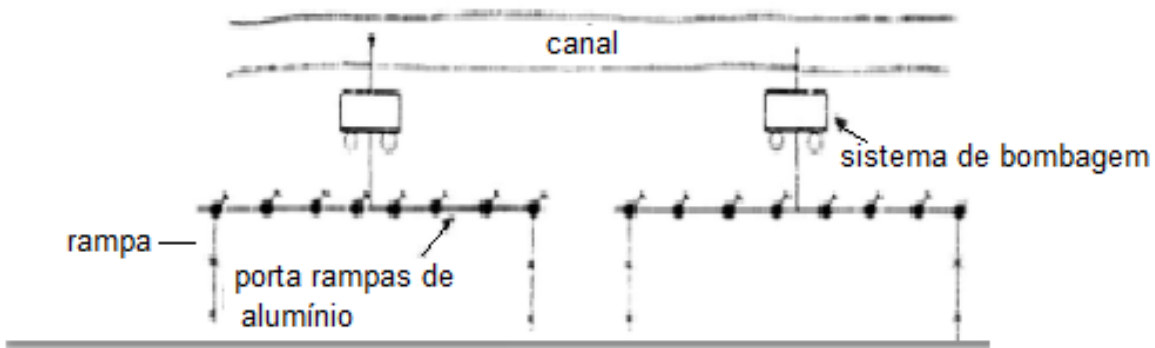 canal
sistema de bombagem
rampa
porta rampas de
alumínio